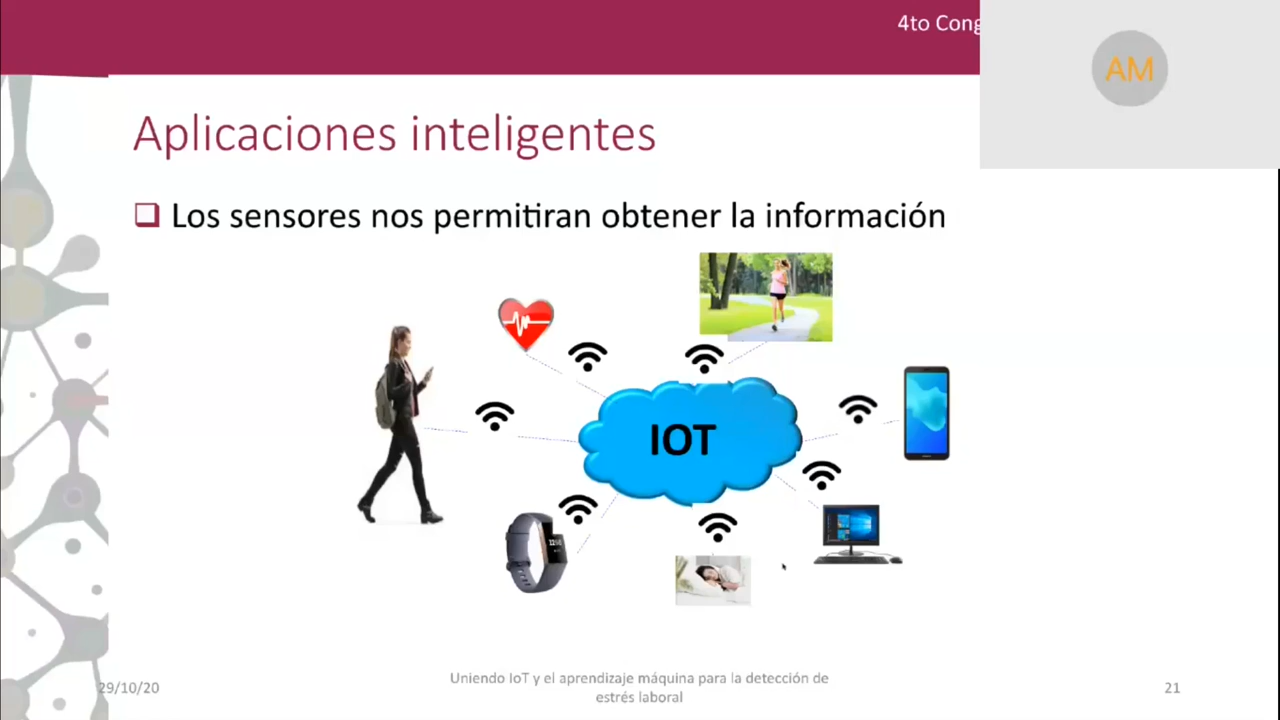 4to Cong
AM
Aplicaciones inteligentes
Los sensores nos permitiran obtener la información
IOT
29/10/20
Uniendo IoT y el aprendizaje máquina para la detección de
estrés laboral
21